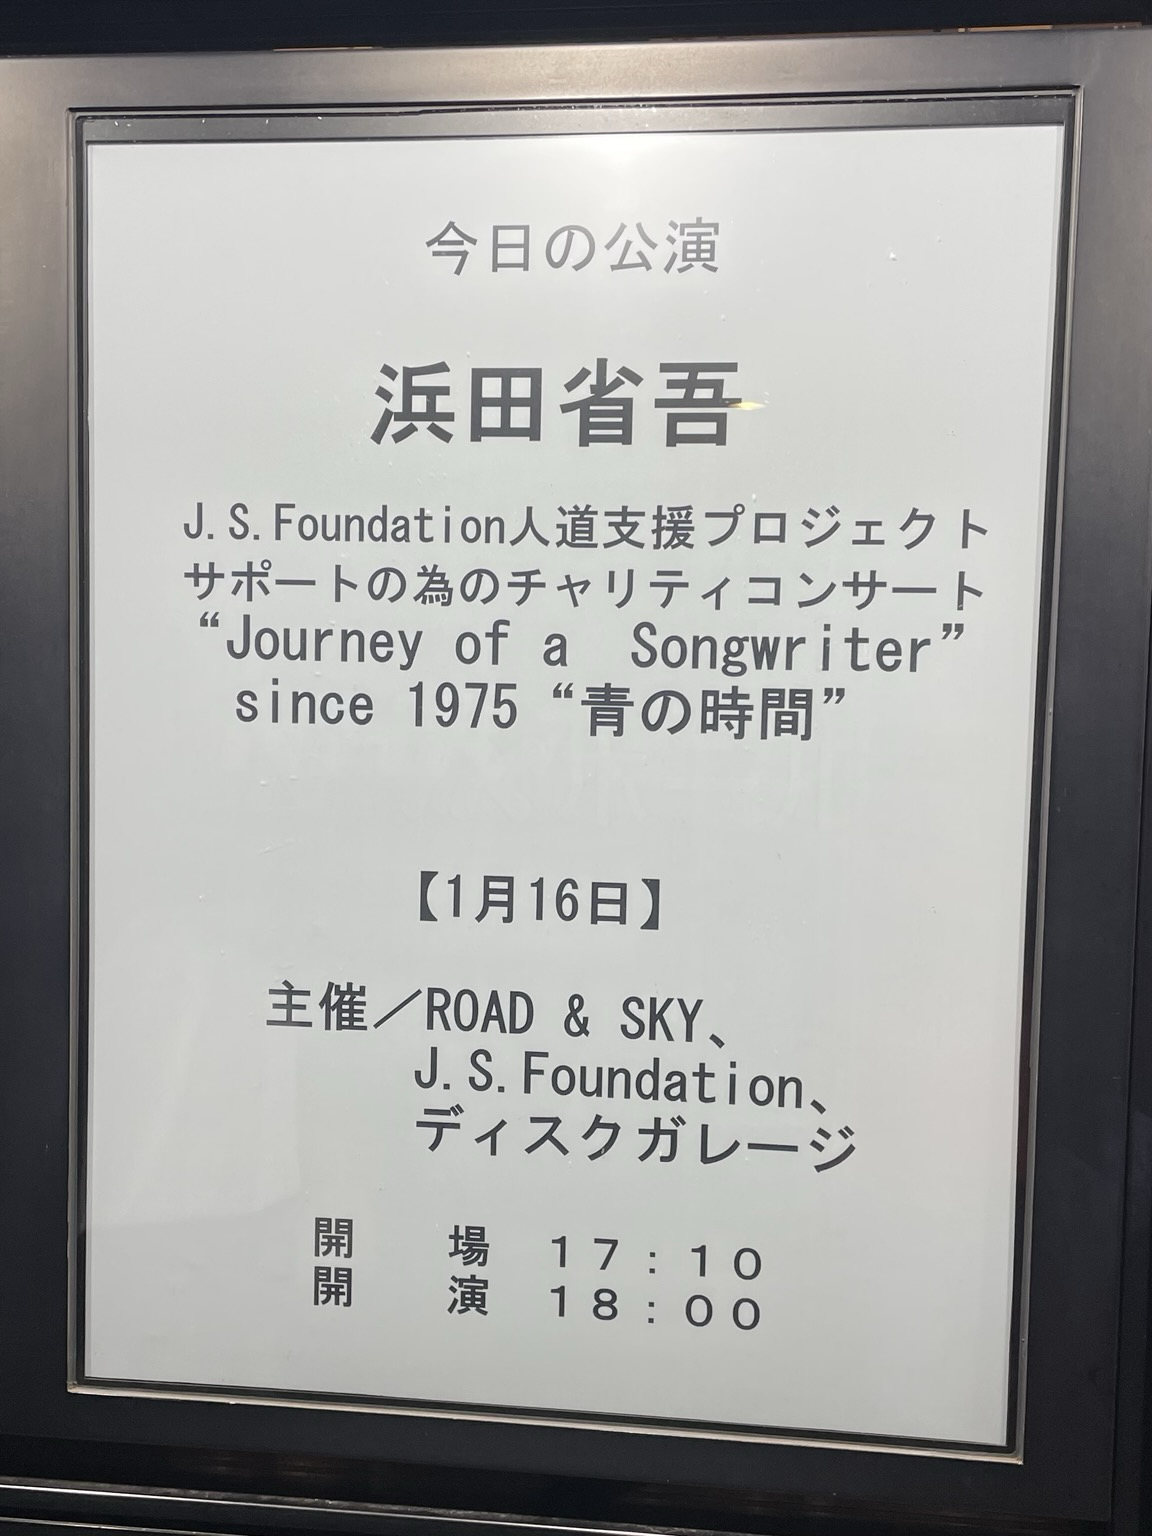 今日の公演
浜田省吾
J.S.Foundation人道支援プロジェクト
サポートの為のチャリティコンサート
“Journey of a　Songwriter”
since 1975 “青の時間”
【1月16日】
主催／ROAD & SKY、
J.S.Foundation、
ディスクガレージ
開　　場　１７：１０
開　　演　１８：００